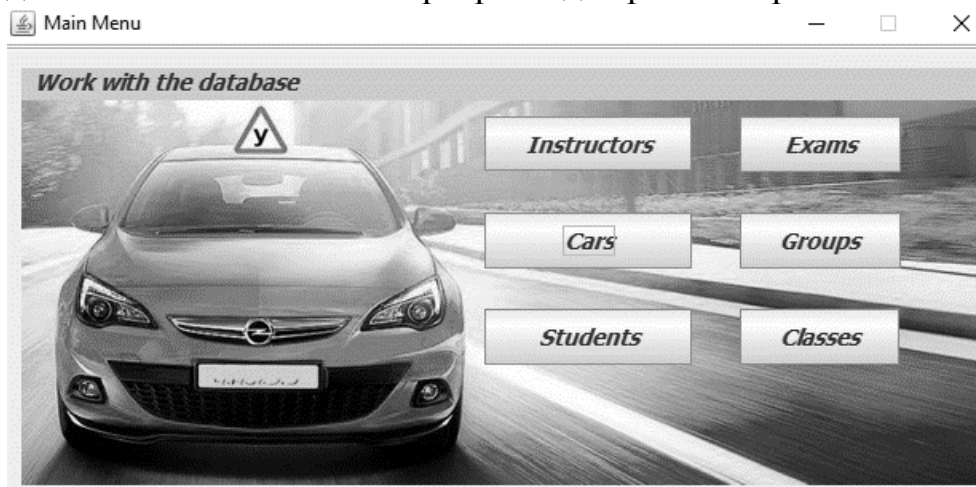 Main Menu
Work with the database
У
Instructors
Exams
Cars
Groups
Students
Classes